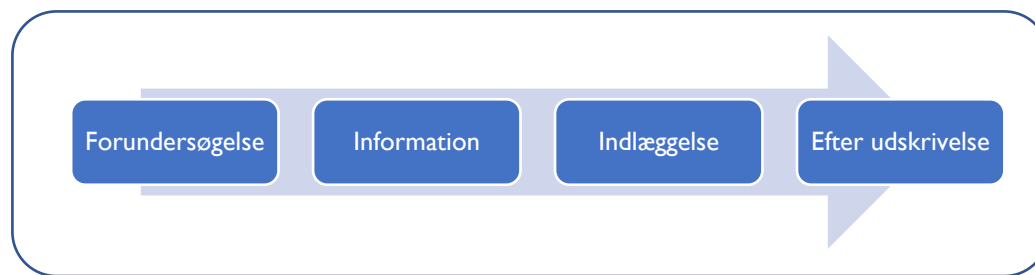 Forundersøgelse
Information
Indlæggelse
Efter udskrivelse